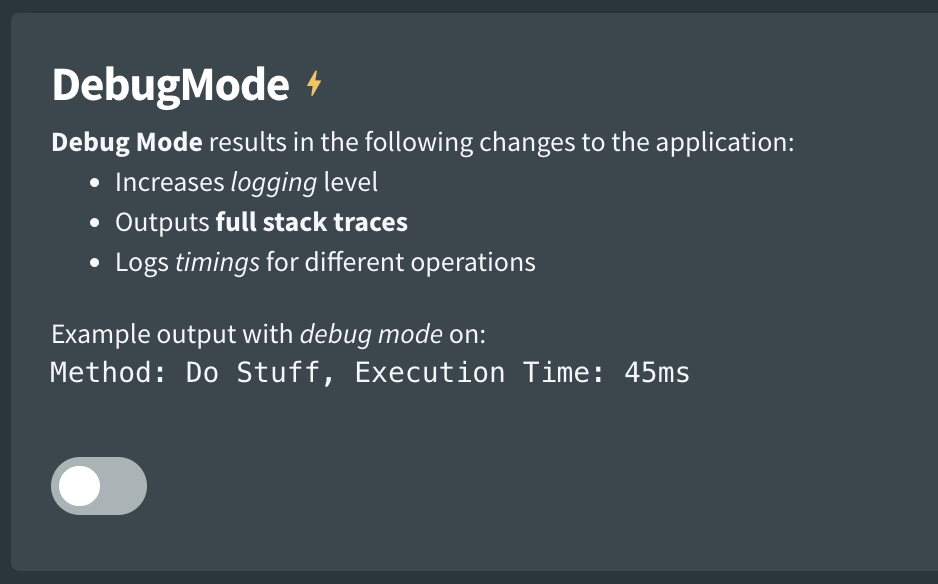 DebugMode ⚡
Debug Mode results in the following changes to the application:
• Increases logging level
• Outputs full stack traces
• Logs timings for different operations
Example output with debug mode on:
Method: Do Stuff, Execution Time: 45ms